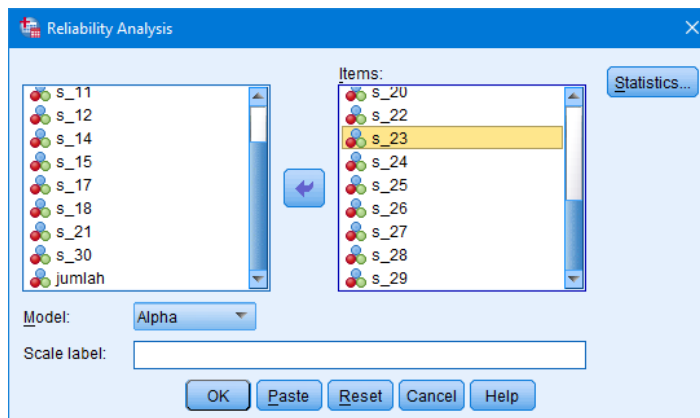 Reliability Analysis
Items:
Statistics...
s_11
s_12
s_14
s_15
s_17
s_18
s_21
s_30
jumlah
s_20
s_22
s_23
s_24
s_25
s_26
s_27
s_28
s_29
Model:
Alpha
Scale label:
OK
Paste
Reset
Cancel
Help